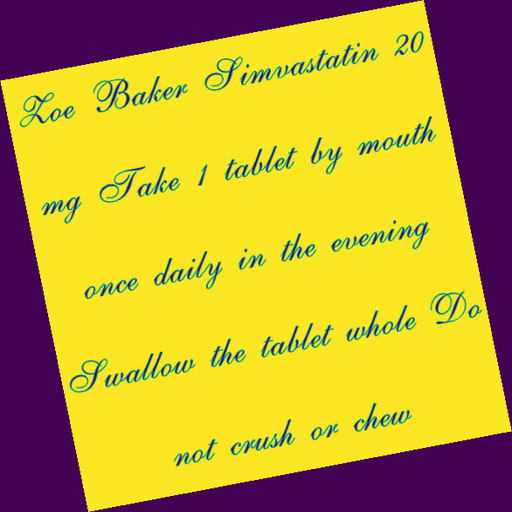 Zoe Baker Simvastatin 20
mg Take 1 tablet by mouth
once daily in the evening
Swallow the tablet whole Do
not crush or chew